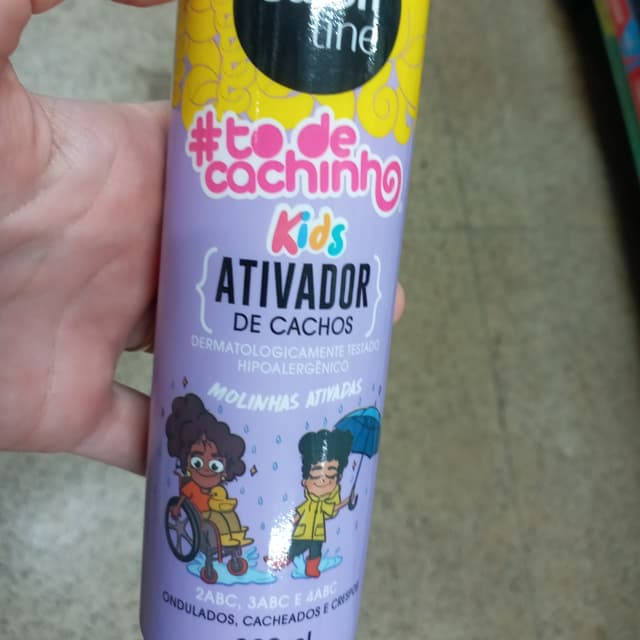 line
#to de
cachinho
Kids
{ATIVADOR}
DE CACHOS
DERMATOLOGICAMENTE TESTADO
HIPOALERGÊNICO
MOLINHAS ATIVADAS
2ABC, 3ABC E 4ABC
ONDULADOS, CACHEADOS E CRESPOS